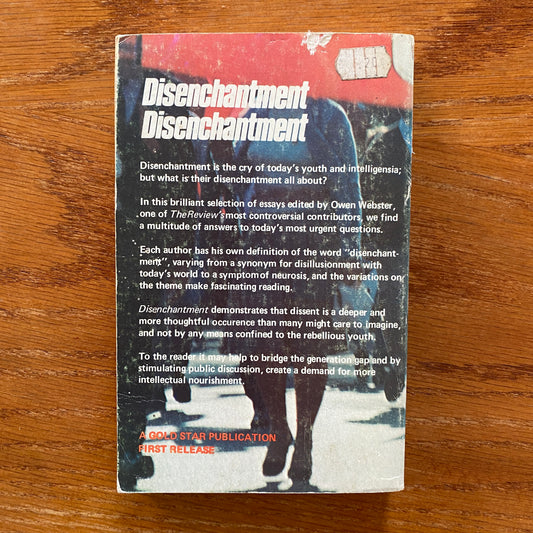 Disenchantment
Disenchantment
Disenchantment is the cry of today's youth and intelligensia;
but what is their disenchantment all about?
In this brilliant selection of essays edited by Owen Webster,
one of The Review's most controversial contributors, we find
a multitude of answers to today's most urgent questions.
Each author has his own definition of the word "disenchant-
ment", varying from a synonym for disillusionment with
today's world to a symptom of neurosis, and the variations on
the theme make fascinating reading.
Disenchantment demonstrates that dissent is a deeper and
more thoughtful occurence than many might care to imagine,
and not by any means confined to the rebellious youth.
To the reader it may help to bridge the generation gap and by
stimulating public discussion, create a demand for more
intellectual nourishment.
A GOLD STAR PUBLICATION
FIRST RELEASE